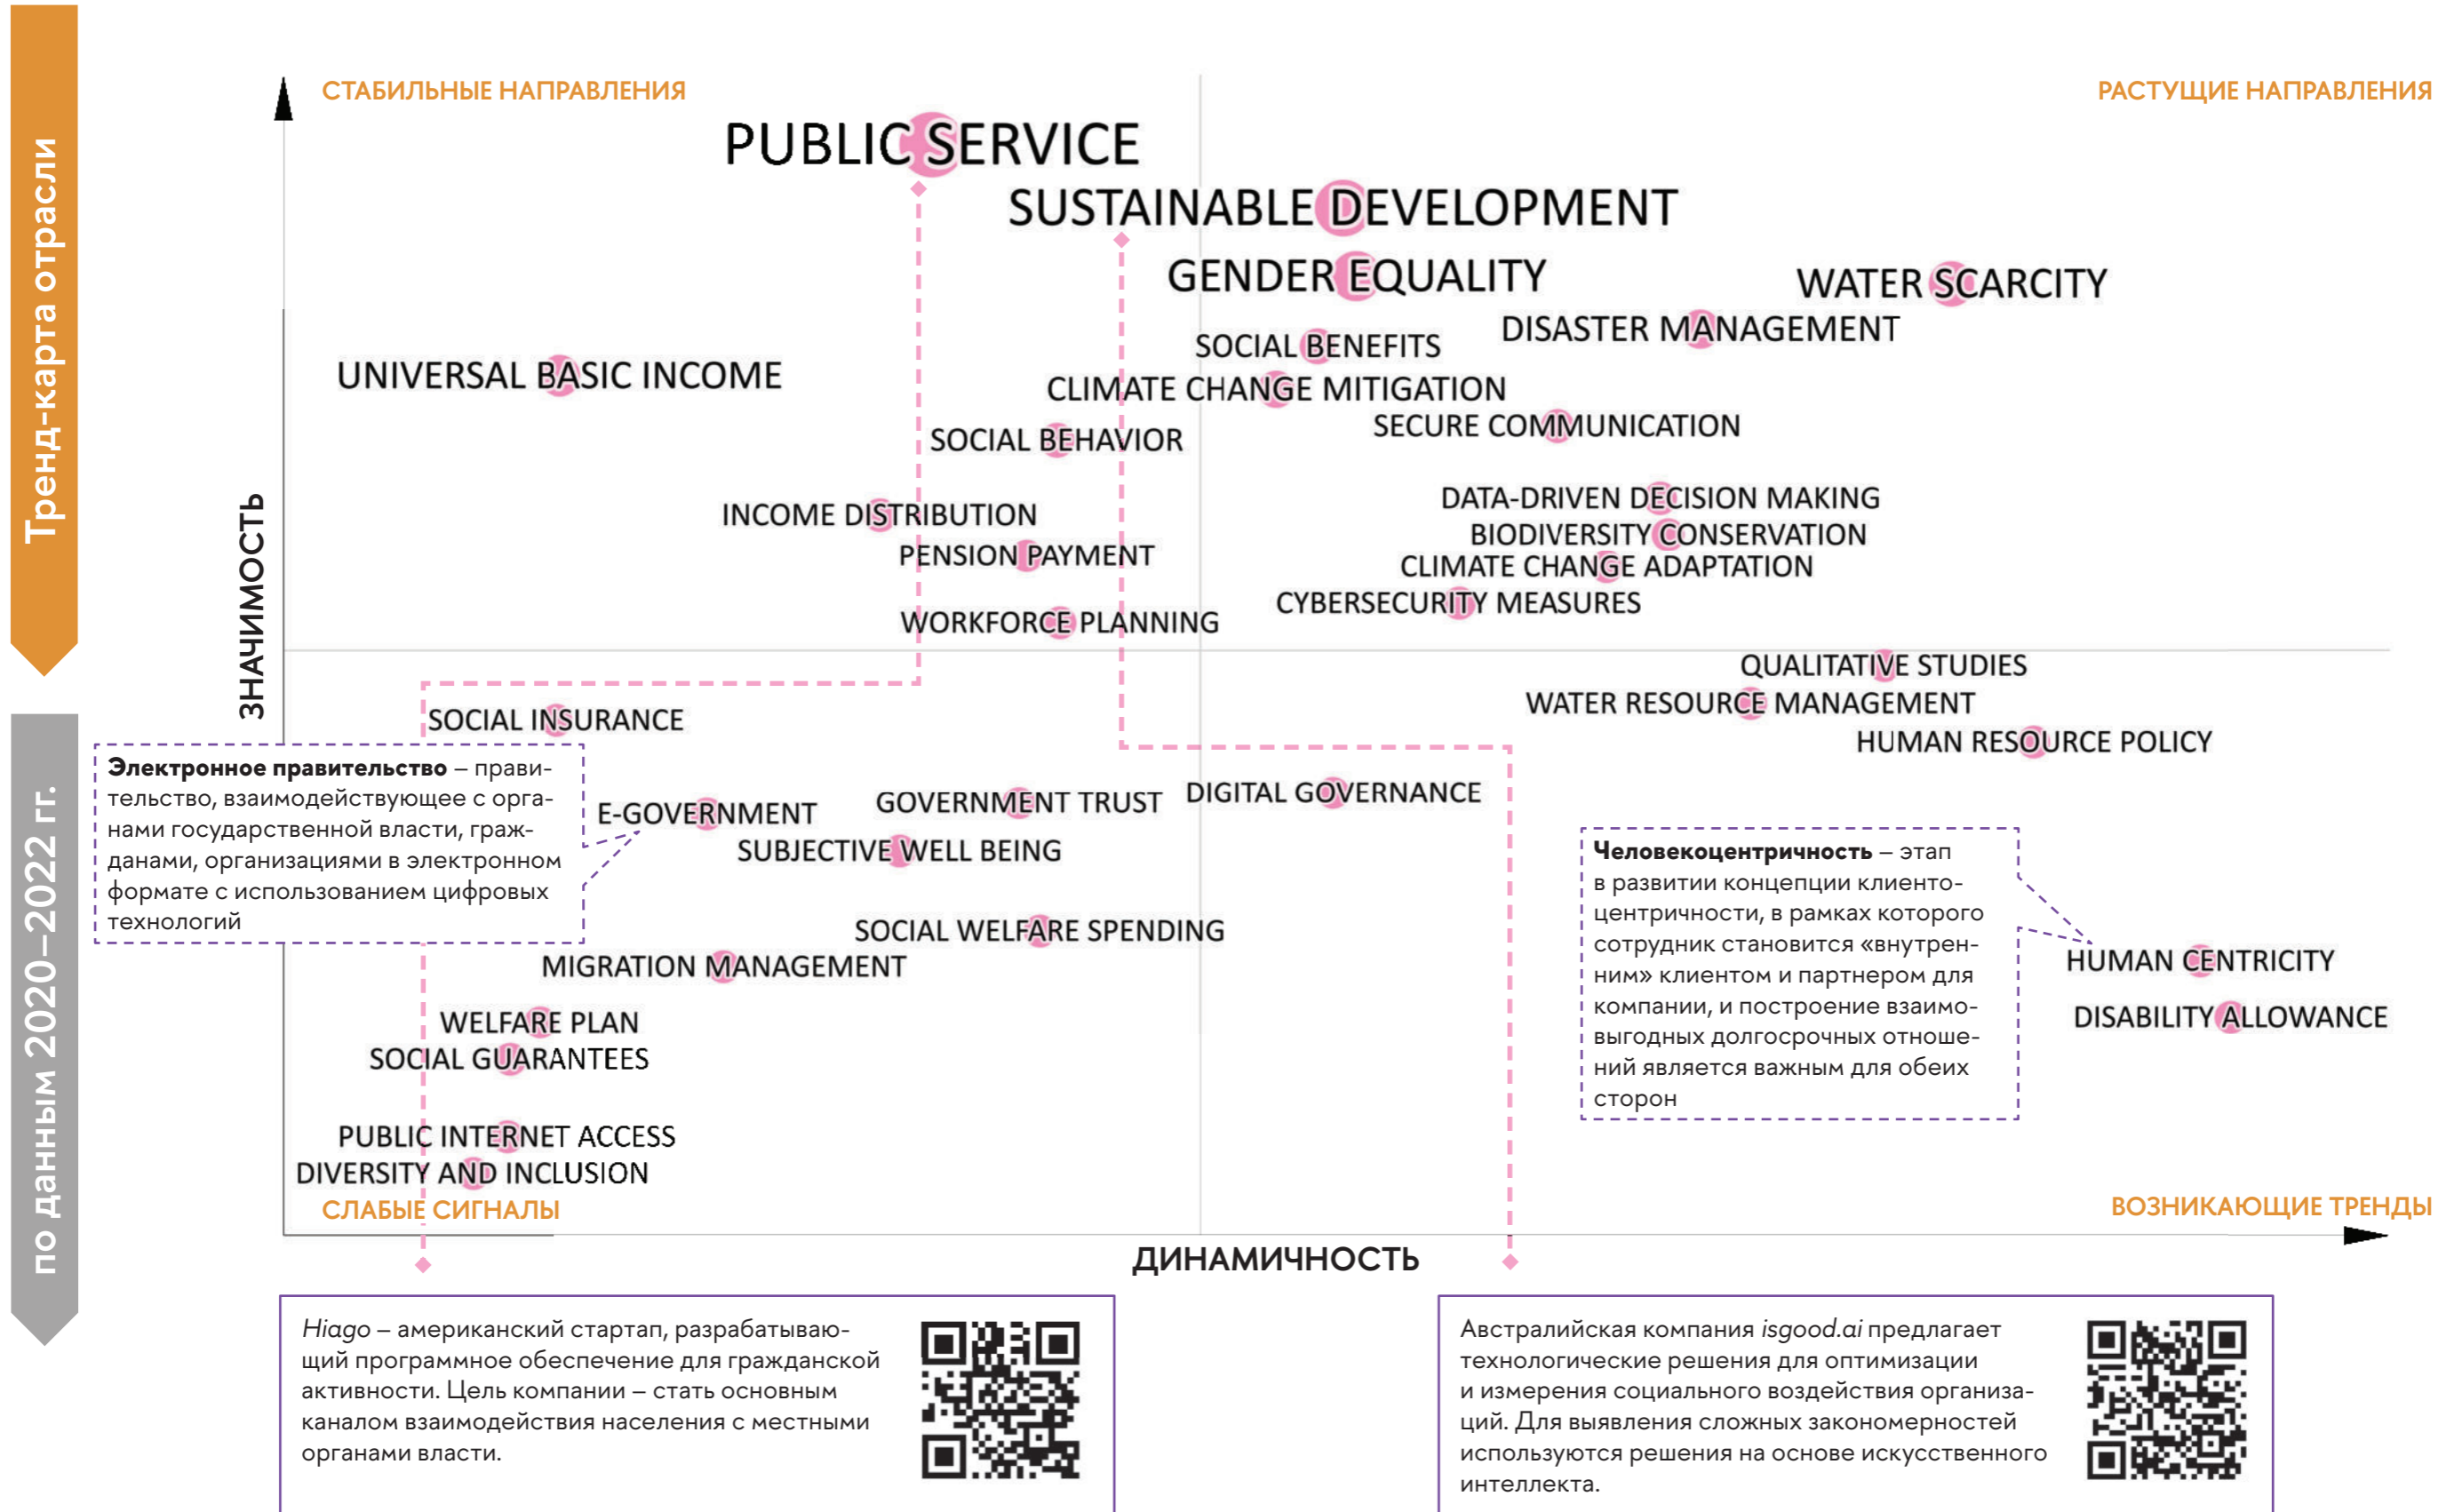 Тренд-карта отрасли
по данным 2020–2022 гг.
СТАБИЛЬНЫЕ НАПРАВЛЕНИЯ
РАСТУЩИЕ НАПРАВЛЕНИЯ
ЗНАЧИМОСТЬ
PUBLIC SERVICE
SUSTAINABLE DEVELOPMENT
GENDER EQUALITY
WATER SCARCITY
DISASTER MANAGEMENT
SOCIAL BENEFITS
UNIVERSAL BASIC INCOME
CLIMATE CHANGE MITIGATION
SECURE COMMUNICATION
SOCIAL BEHAVIOR
DATA-DRIVEN DECISION MAKING
INCOME DISTRIBUTION
BIODIVERSITY CONSERVATION
PENSION PAYMENT
CLIMATE CHANGE ADAPTATION
CYBERSECURITY MEASURES
WORKFORCE PLANNING
QUALITATIVE STUDIES
WATER RESOURCE MANAGEMENT
SOCIAL INSURANCE
HUMAN RESOURCE POLICY
Электронное правительство – прави-
тельство, взаимодействующее с орга-
нами государственной власти, граж-
данами, организациями в электронном
формате с использованием цифровых
технологий
E-GOVERNMENT
GOVERNMENT TRUST
DIGITAL GOVERNANCE
SUBJECTIVE WELL BEING
Человекоцентричность – этап
в развитии концепции клиенто-
центричности, в рамках которого
сотрудник становится «внутрен-
ним» клиентом и партнером для
компании, и построение взаимо-
выгодных долгосрочных отноше-
ний является важным для обеих
сторон
SOCIAL WELFARE SPENDING
MIGRATION MANAGEMENT
HUMAN CENTRICITY
DISABILITY ALLOWANCE
WELFARE PLAN
SOCIAL GUARANTEES
PUBLIC INTERNET ACCESS
DIVERSITY AND INCLUSION
СЛАБЫЕ СИГНАЛЫ
ВОЗНИКАЮЩИЕ ТРЕНДЫ
ДИНАМИЧНОСТЬ
Hiago – американский стартап, разрабатываю-
щий программное обеспечение для гражданской
активности. Цель компании – стать основным
каналом взаимодействия населения с местными
органами власти.
Австралийская компания isgood.ai предлагает
технологические решения для оптимизации
и измерения социального воздействия организа-
ций. Для выявления сложных закономерностей
используются решения на основе искусственного
интеллекта.